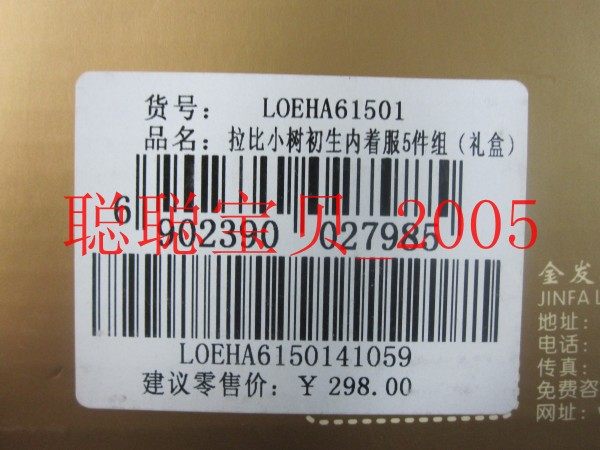 货号: LOEHA61501
品名: 拉比小树初生内着服5件组（礼盒）
6 902390 027985
聪聪宝贝_2005
LOEHA6150141059
建议零售价: ¥ 298.00
金发
JINFA L
地址:
电话:
传真:
免费咨
网址: